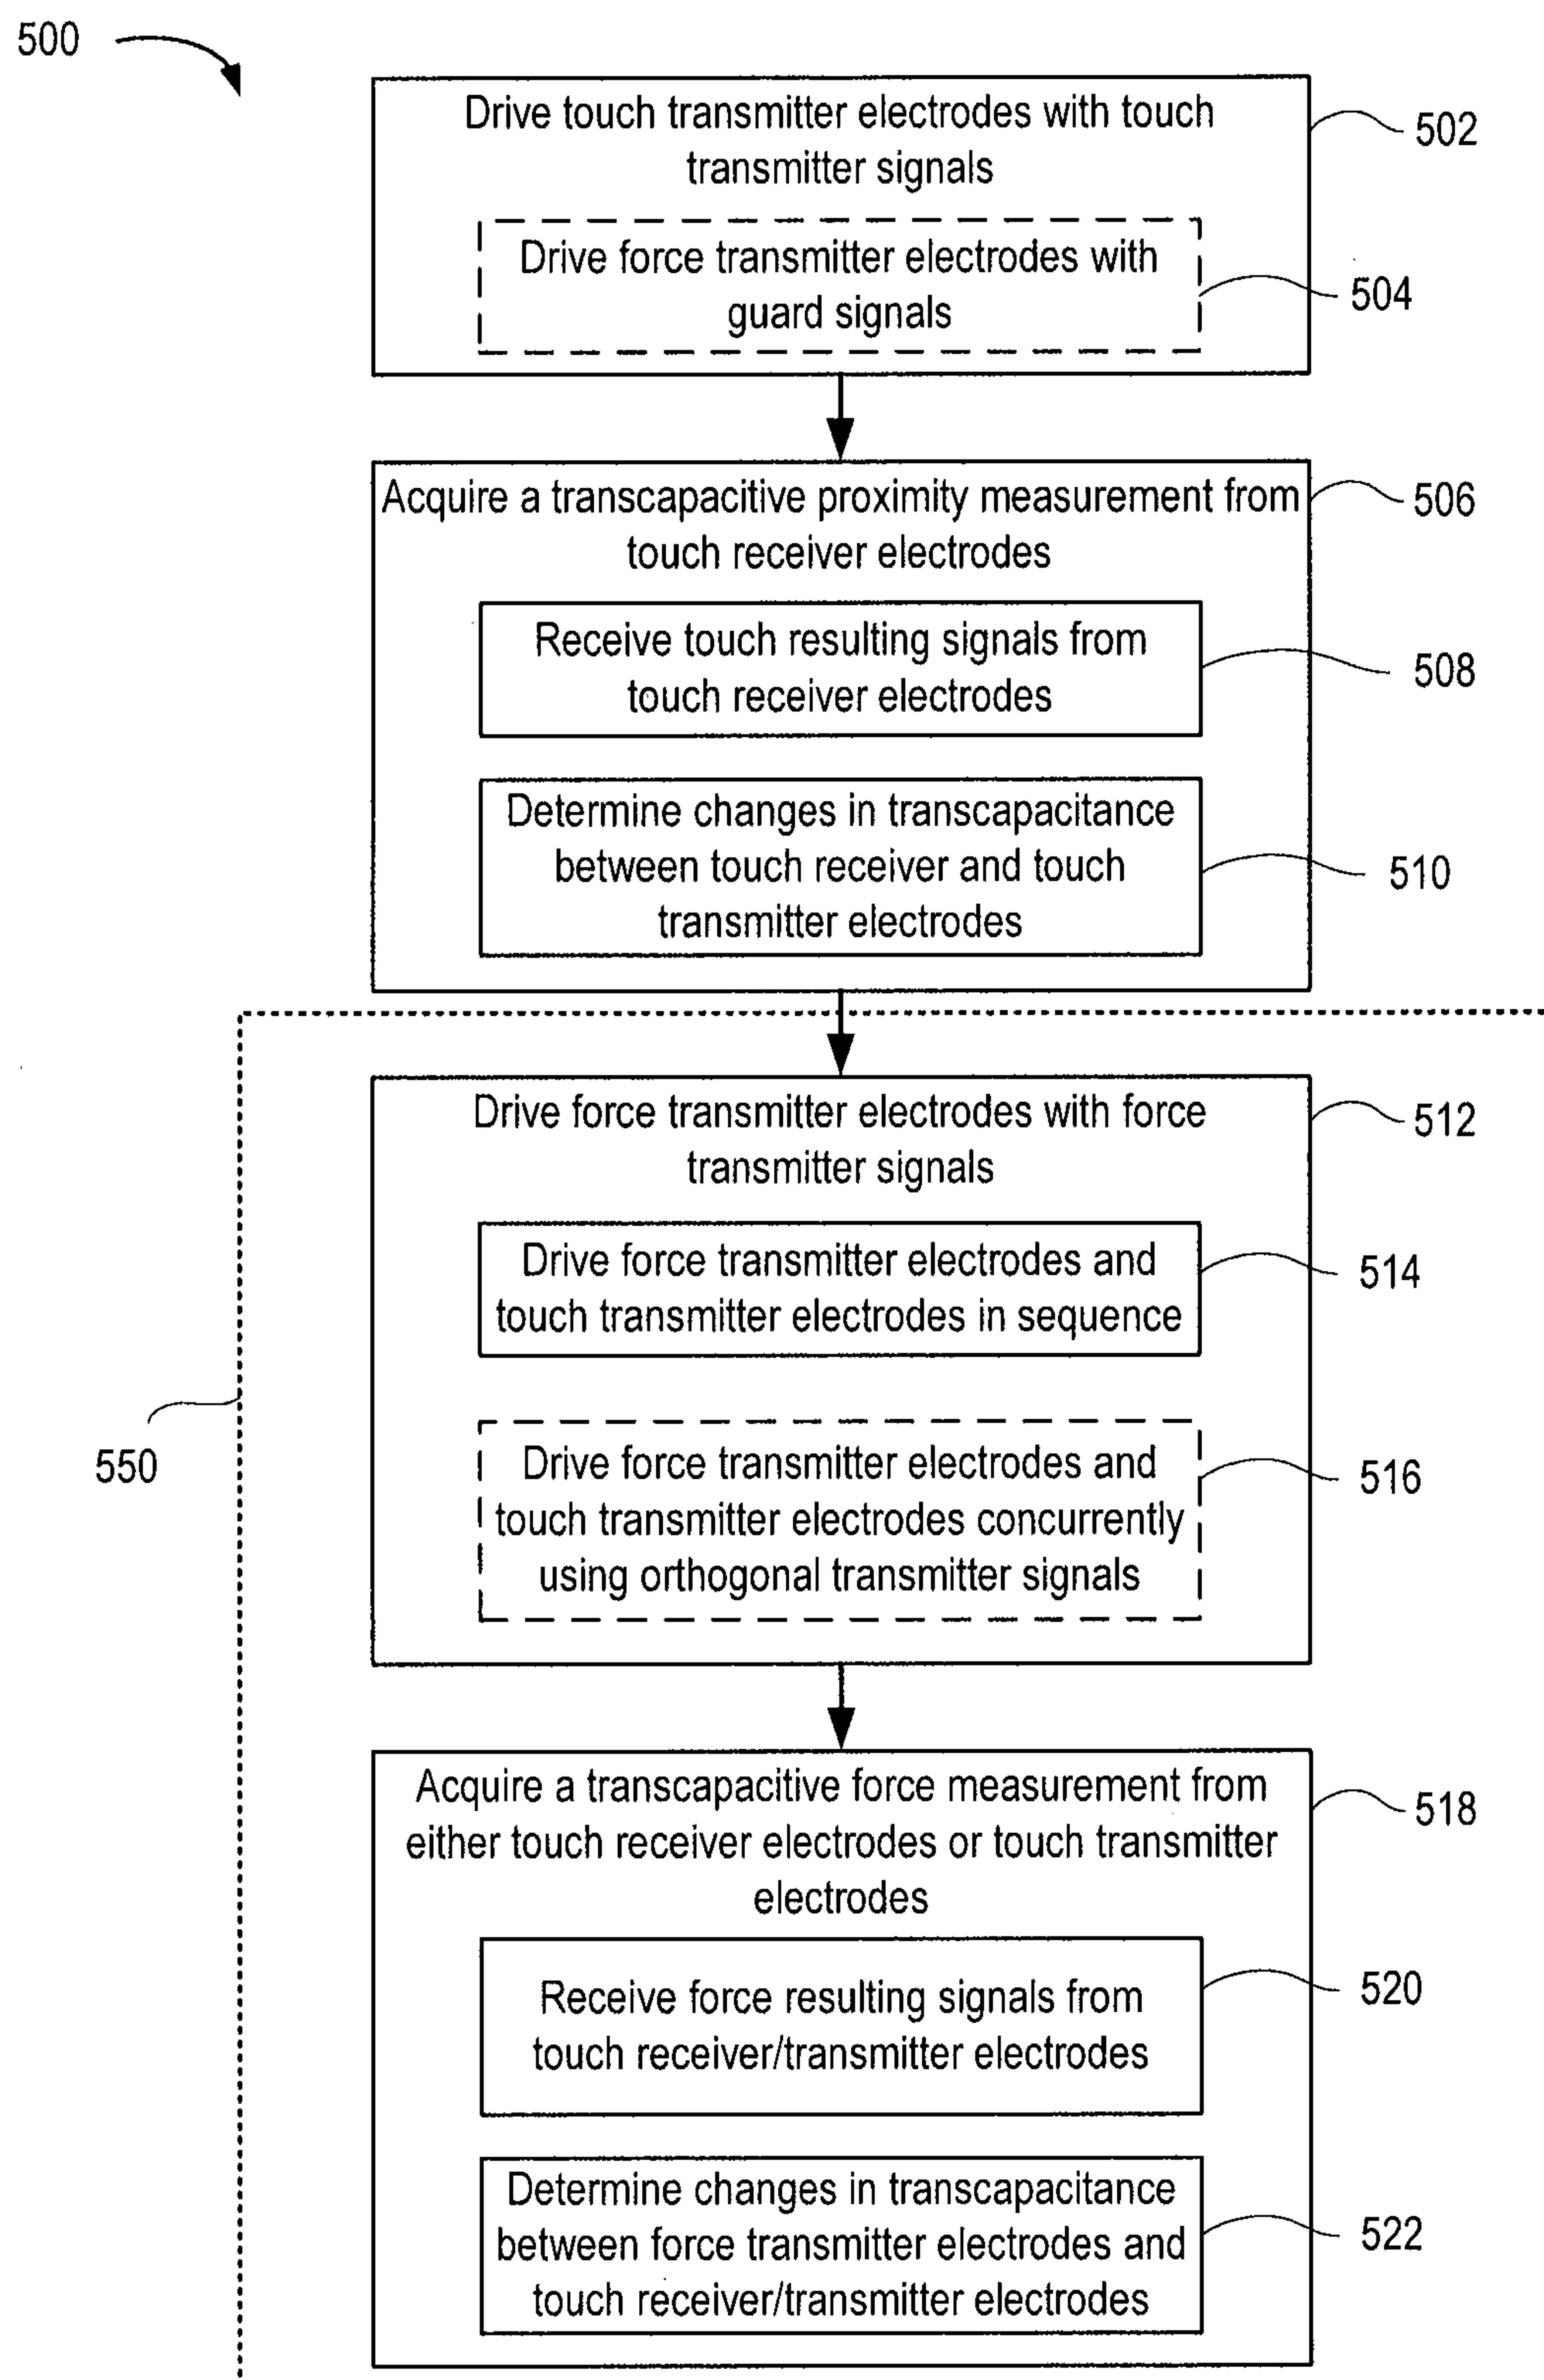 500
Drive touch transmitter electrodes with touch
transmitter signals
502
Drive force transmitter electrodes with
guard signals
504
Acquire a transcapacitive proximity measurement from
touch receiver electrodes
506
Receive touch resulting signals from
touch receiver electrodes
508
Determine changes in transcapacitance
between touch receiver and touch
transmitter electrodes
510
Drive force transmitter electrodes with force
transmitter signals
512
Drive force transmitter electrodes and
touch transmitter electrodes in sequence
514
550
Drive force transmitter electrodes and
touch transmitter electrodes concurrently
using orthogonal transmitter signals
516
Acquire a transcapacitive force measurement from
either touch receiver electrodes or touch transmitter
electrodes
518
Receive force resulting signals from
touch receiver/transmitter electrodes
520
Determine changes in transcapacitance
between force transmitter electrodes and
touch receiver/transmitter electrodes
522